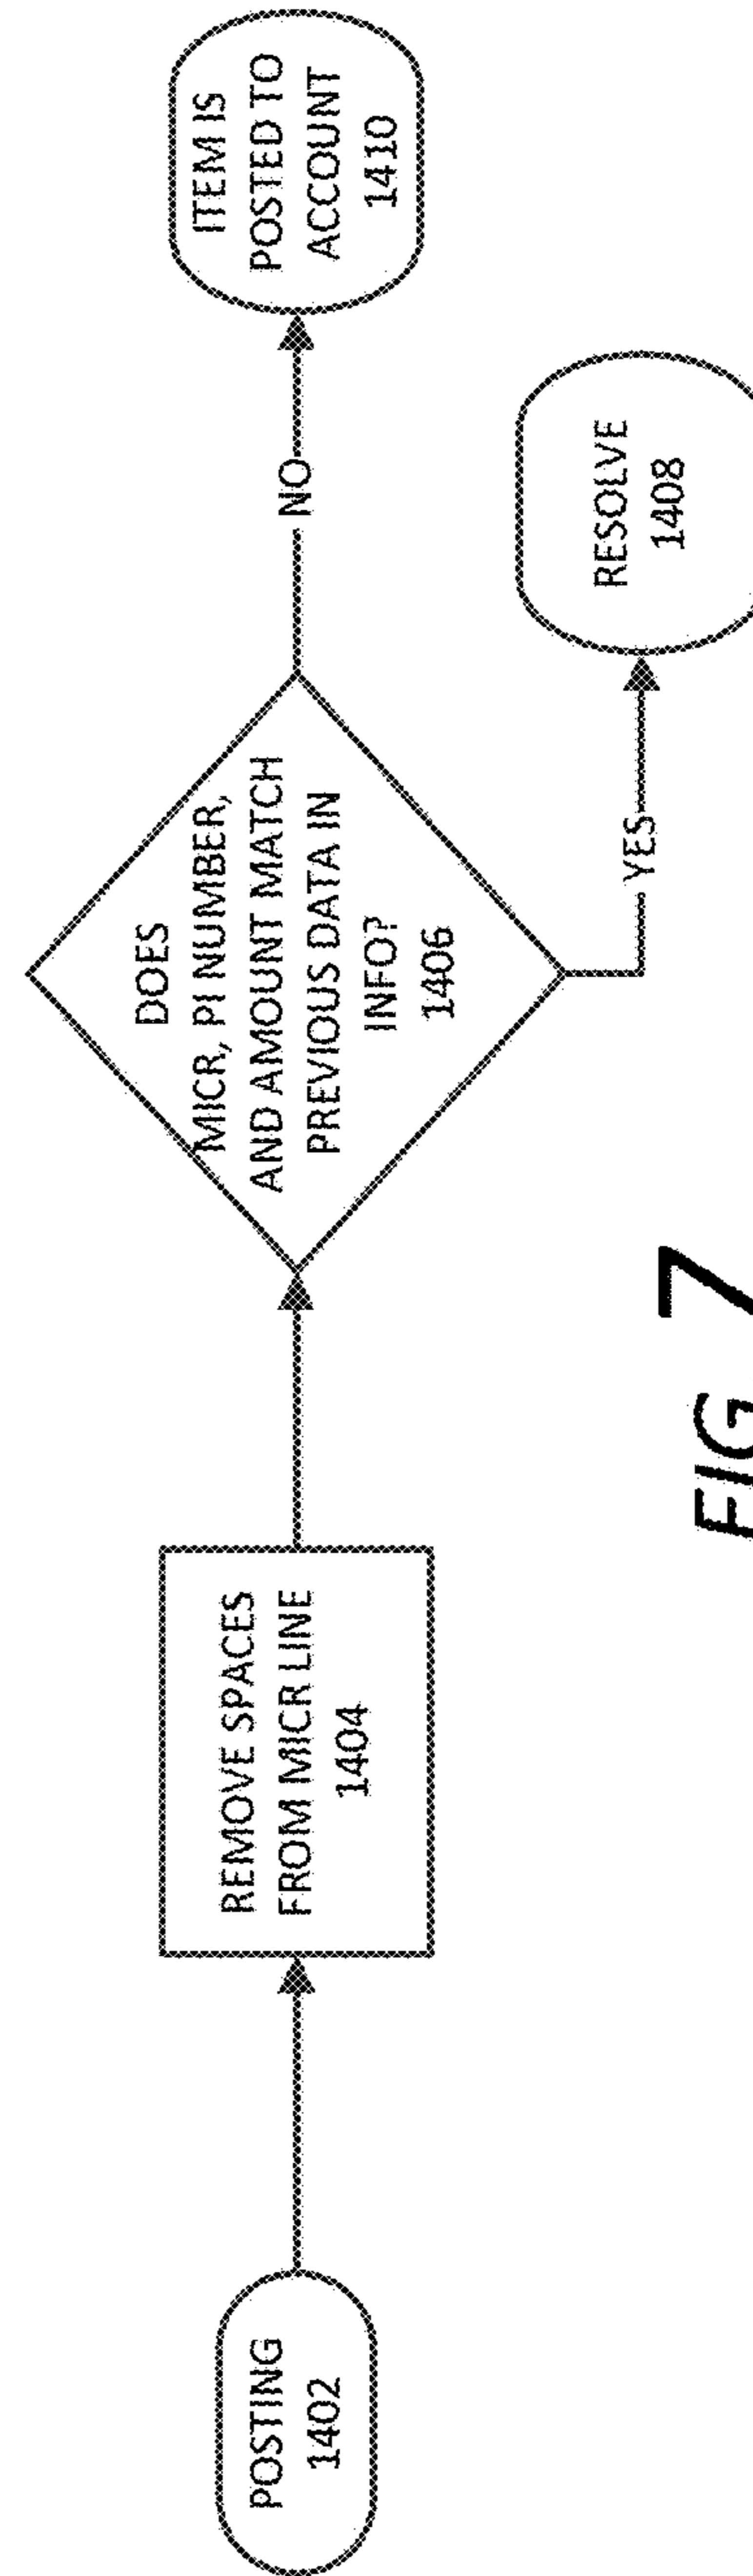 POSTING
1402
REMOVE SPACES
FROM MICR LINE
1404
DOES
MICR, PI NUMBER,
AND AMOUNT MATCH
PREVIOUS DATA IN
INFO?
1406
NO
ITEM IS
POSTED TO
ACCOUNT
1410
YES
RESOLVE
1408
FIG 7